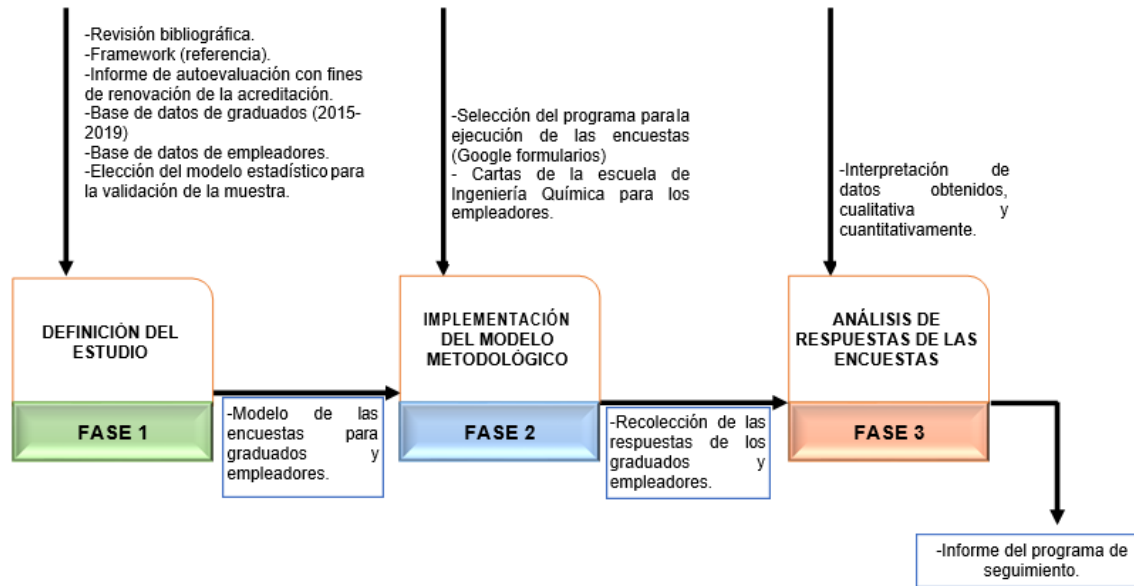 -Revisión bibliográfica.
-Framework (referencia).
-Informe de autoevaluación con fines
de renovación de la acreditación.
-Base de datos de graduados (2015-
2019)
-Base de datos de empleadores.
-Elección del modelo estadístico para
la validación de la muestra.
-Selección del programa para la
ejecución de las encuestas
(Google formularios)
- Cartas de la escuela de
Ingeniería Química para los
empleadores.
-Interpretación de
datos obtenidos,
cualitativa y
cuantitativamente.
DEFINICIÓN DEL
ESTUDIO
FASE 1
-Modelo de las
encuestas para
graduados y
empleadores.
IMPLEMENTACIÓN
DEL MODELO
METODOLÓGICO
FASE 2
-Recolección de las
respuestas de los
graduados y
empleadores.
ANÁLISIS DE
RESPUESTAS DE LAS
ENCUESTAS
FASE 3
-Informe del programa de
seguimiento.